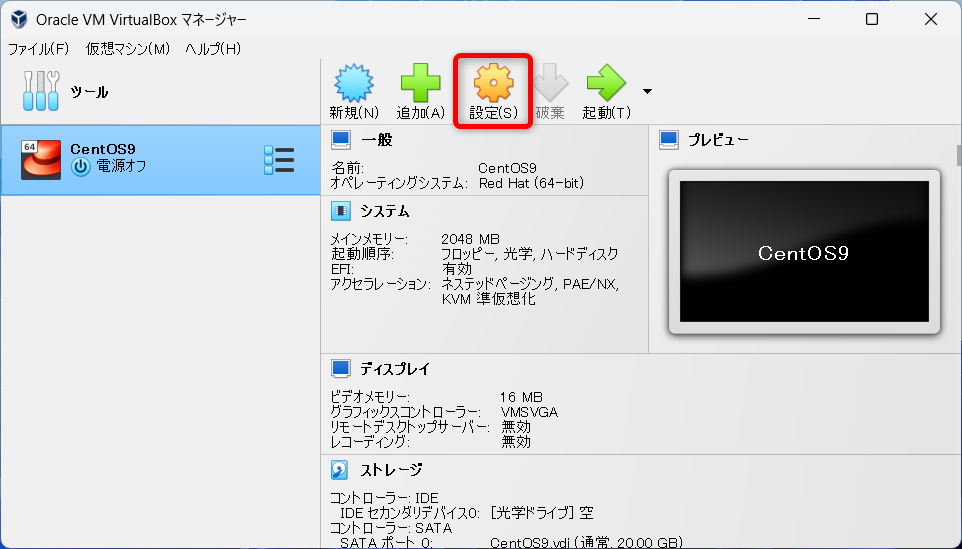 Oracle VM VirtualBox マネージャー
ファイル(F) 仮想マシン(M) ヘルプ(H)
ツール
新規(N) 追加(A) 設定(S) 破棄 起動(T)
64
CentOS9
電源オフ
一般
名前: CentOS9
オペレーティングシステム: Red Hat (64-bit)
システム
メインメモリー: 2048 MB
起動順序: フロッピー, 光学, ハードディスク
EFI: 有効
アクセラレーション: ネステッドページング, PAE/NX,
KVM 準仮想化
プレビュー
CentOS9
ディスプレイ
ビデオメモリー: 16 MB
グラフィックスコントローラー: VMSVGA
リモートデスクトップサーバー: 無効
レコーディング: 無効
ストレージ
コントローラー: IDE
IDE セカンダリデバイス0: [光学ドライブ] 空
コントローラー: SATA
SATA ポート 0: CentOS9.vdi (通常, 20.00 GB)